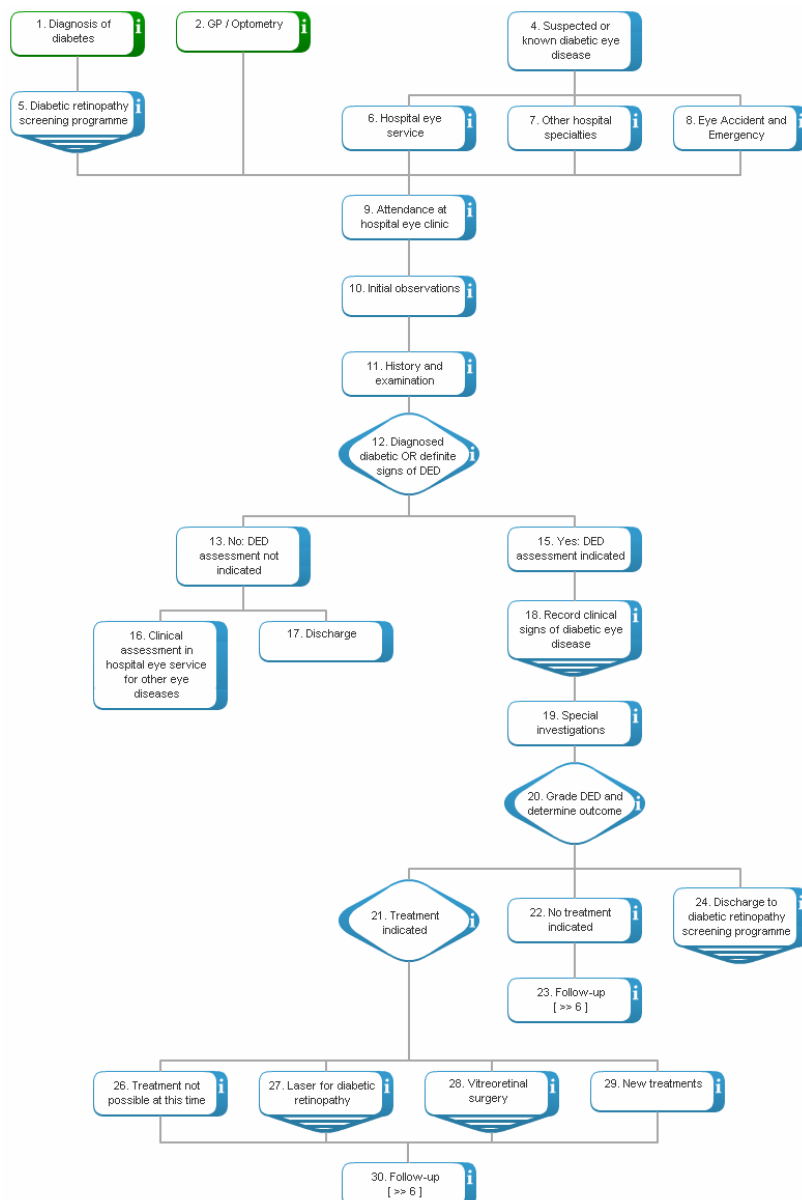 1. Diagnosis of
diabetes
i
2. GP / Optometry
i
4. Suspected or
known diabetic eye
disease
i
5. Diabetic retinopathy
screening programme
i
6. Hospital eye
service
i
7. Other hospital
specialties
i
8. Eye Accident and
Emergency
i
9. Attendance at
hospital eye clinic
i
10. Initial observations
i
11. History and
examination
i
12. Diagnosed
diabetic OR definite
signs of DED
i
13. No: DED
assessment not
indicated
15. Yes: DED
assessment indicated
16. Clinical
assessment in
hospital eye service
for other eye
diseases
17. Discharge
18. Record clinical
signs of diabetic eye
disease
i
19. Special
investigations
i
20. Grade DED and
determine outcome
i
21. Treatment
indicated
i
22. No treatment
indicated
i
24. Discharge to
diabetic retinopathy
screening programme
i
23. Follow-up
[ >> 6 ]
i
26. Treatment not
possible at this time
i
27. Laser for diabetic
retinopathy
i
28. Vitreoretinal
surgery
i
29. New treatments
i
30. Follow-up
[ >> 6 ]
i